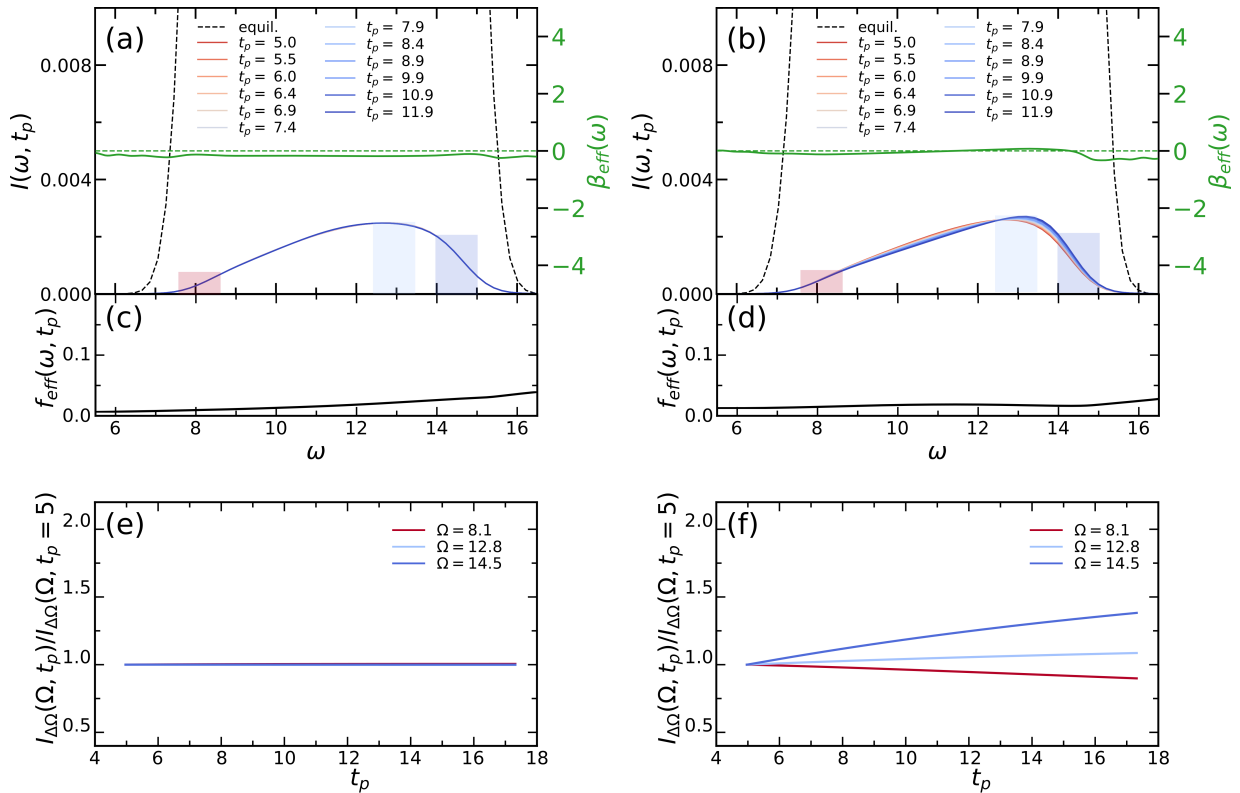 (a)
equil.
t_p = 5.0
t_p = 5.5
t_p = 6.0
t_p = 6.4
t_p = 6.9
t_p = 7.4
t_p = 7.9
t_p = 8.4
t_p = 8.9
t_p = 9.9
t_p = 10.9
t_p = 11.9
I(ω, t_p)
0.008
0.004
0.000
4
2
0
−2
−4
β_eff(ω)
(c)
f_eff(ω, t_p)
0.1
0.0
6 8 10 12 14 16
ω
(b)
equil.
t_p = 5.0
t_p = 5.5
t_p = 6.0
t_p = 6.4
t_p = 6.9
t_p = 7.4
t_p = 7.9
t_p = 8.4
t_p = 8.9
t_p = 9.9
t_p = 10.9
t_p = 11.9
I(ω, t_p)
0.008
0.004
0.000
4
2
0
−2
−4
β_eff(ω)
(d)
f_eff(ω, t_p)
0.1
0.0
6 8 10 12 14 16
ω
(e)
Ω = 8.1
Ω = 12.8
Ω = 14.5
I_ΔΩ(Ω, t_p)/I_ΔΩ(Ω, t_p = 5)
2.0
1.5
1.0
0.5
4 6 8 10 12 14 16 18
t_p
(f)
Ω = 8.1
Ω = 12.8
Ω = 14.5
I_ΔΩ(Ω, t_p)/I_ΔΩ(Ω, t_p = 5)
2.0
1.5
1.0
0.5
4 6 8 10 12 14 16 18
t_p